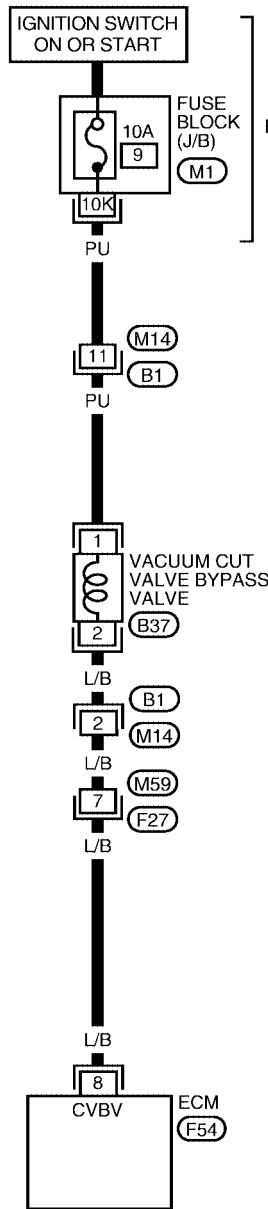 IGNITION SWITCH
ON OR START
FUSE
BLOCK
(J/B)
10A
9
M1
10K
PU
M14
11
B1
PU
1
VACUUM CUT
VALVE BYPASS
VALVE
2
B37
L/B
B1
2
M14
L/B
M59
7
F27
L/B
L/B
8
CVBV
ECM
F54